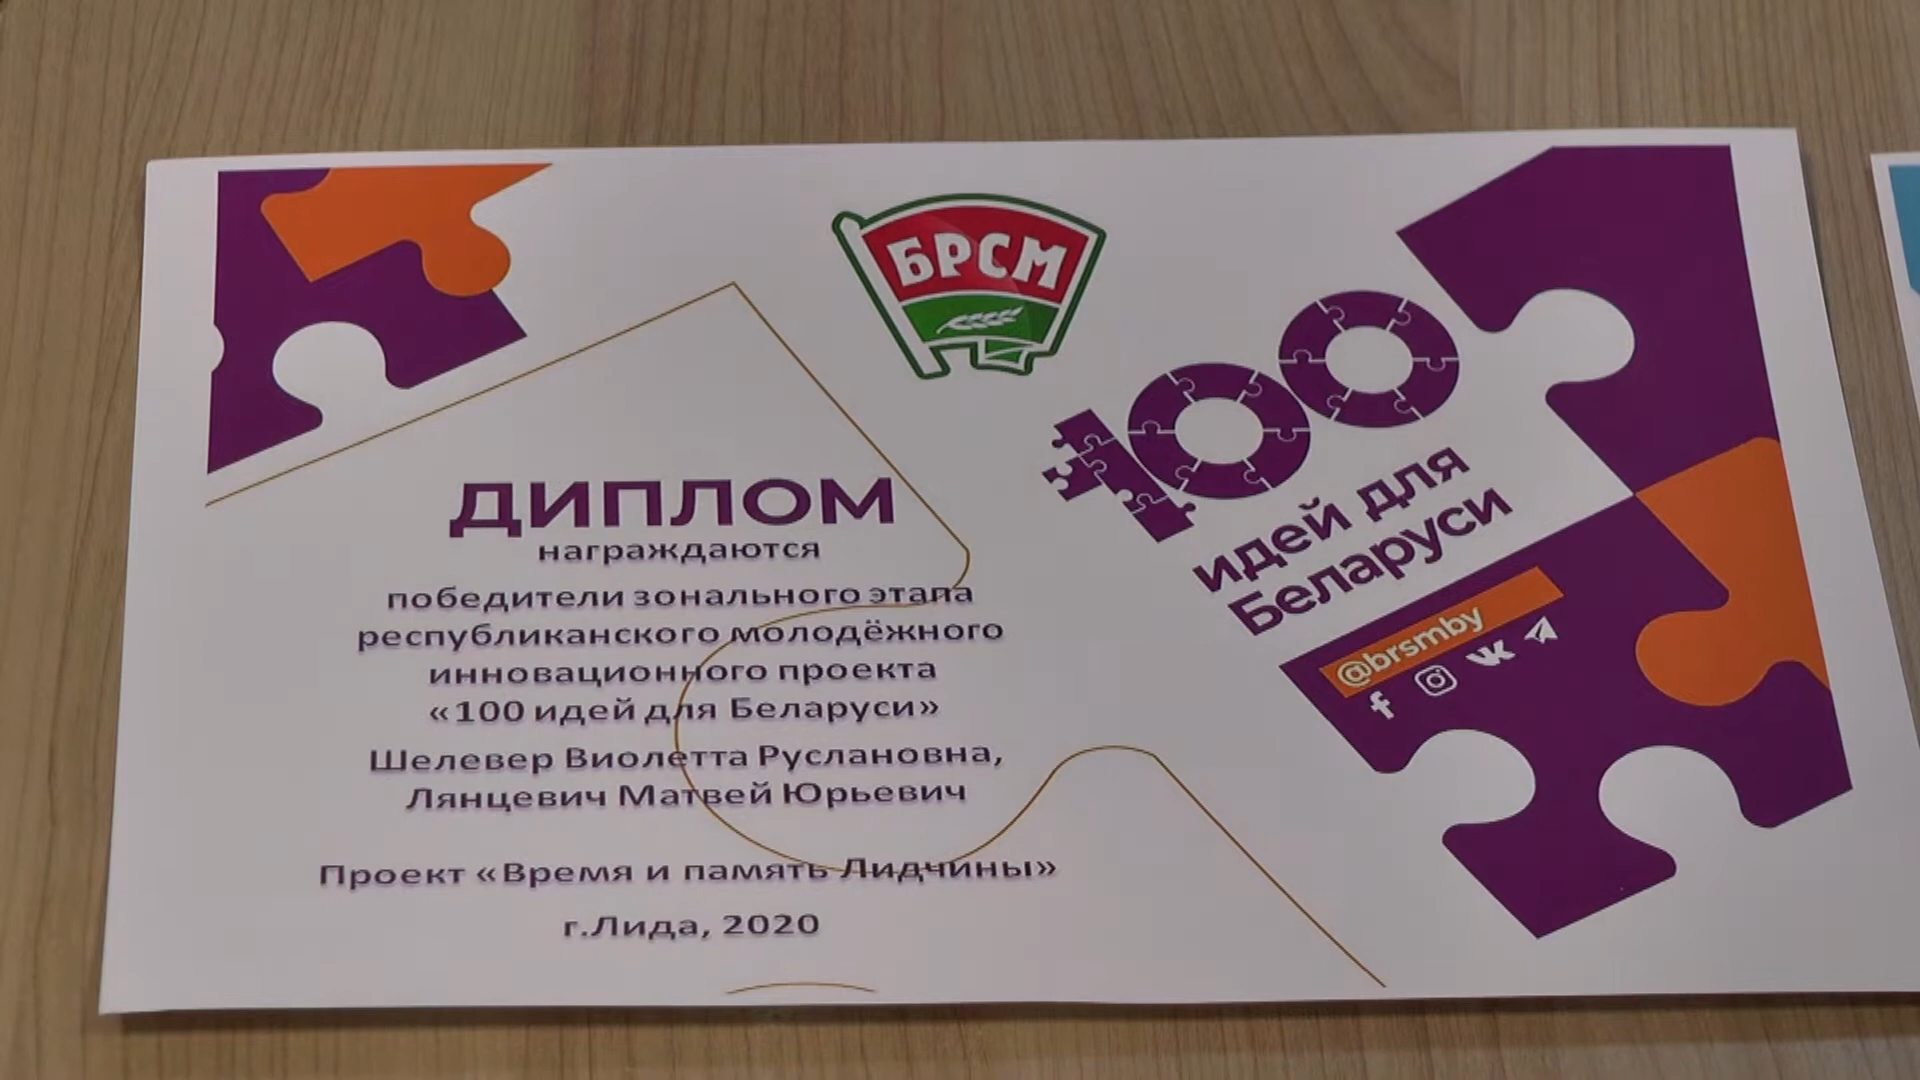 БРСМ
100
идей для
Беларуси
@brsmby
ДИПЛОМ
награждаются
победители зонального этапа
республиканского молодёжного
инновационного проекта
«100 идей для Беларуси»
Шелевер Виолетта Руслановна,
Лянцевич Матвей Юрьевич
Проект «Время и память Лидчины»
г.Лида, 2020